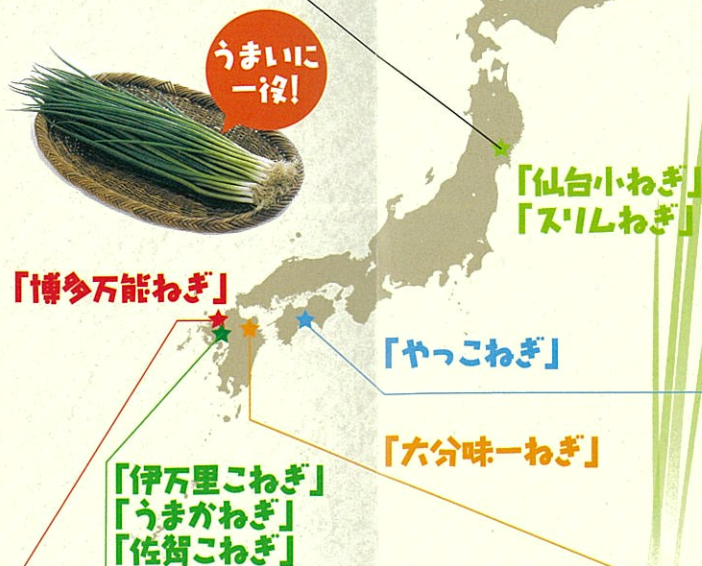 うまいに
一役!
「仙台小ねぎ」
「スリムねぎ」
「博多万能ねぎ」
「やっこねぎ」
「大分味一ねぎ」
「伊万里こねぎ」
「うまかねぎ」
「佐賀こねぎ」